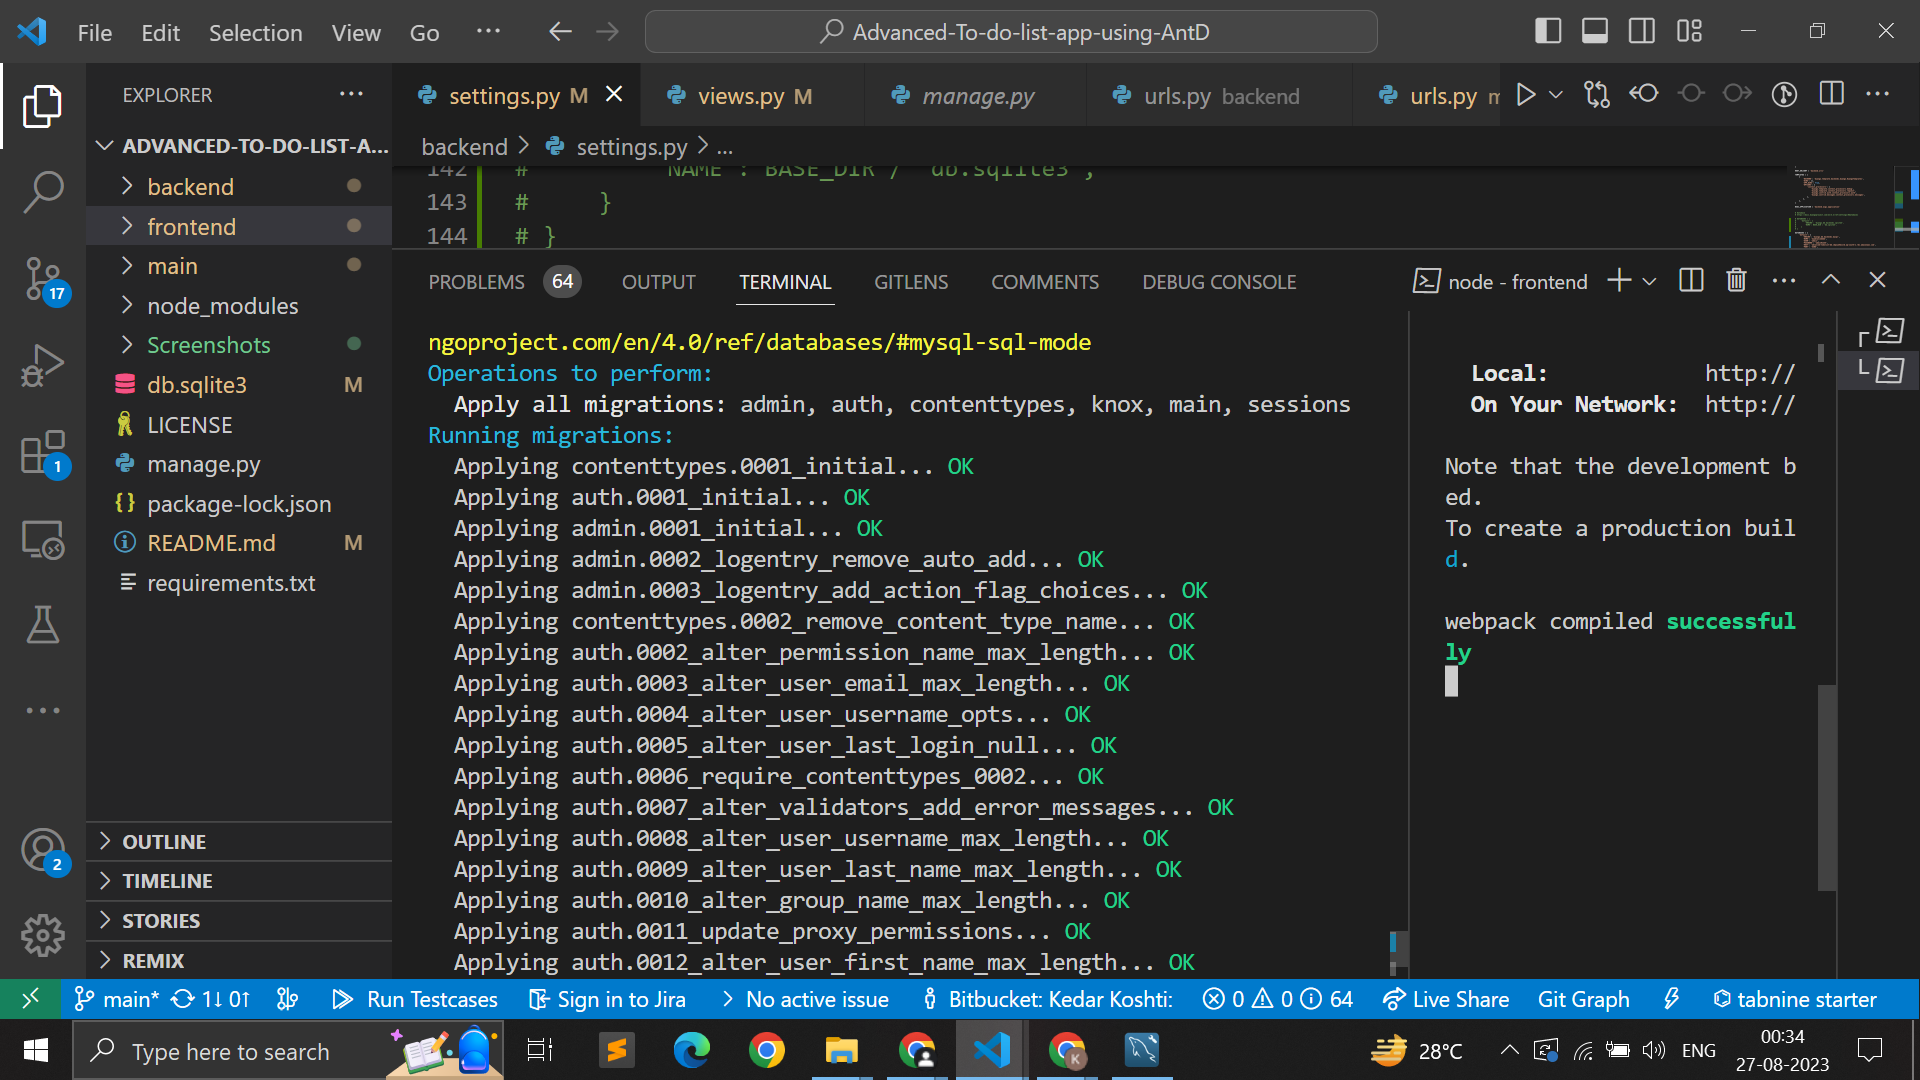 File Edit Selection View Go ... Advanced-To-do-list-app-using-AntD
EXPLORER ...
settings.py M
views.py M
manage.py
urls.py backend
urls.py m
ADVANCED-TO-DO-LIST-A...
backend
frontend
main
node_modules
Screenshots
db.sqlite3 M
LICENSE
manage.py
package-lock.json
README.md M
requirements.txt
OUTLINE
TIMELINE
STORIES
REMIX
17
1
2
backend > settings.py > ...
142 # 'NAME': BASE_DIR / 'db.sqlite3',
143 # }
144 # }
PROBLEMS 64 OUTPUT TERMINAL GITLENS COMMENTS DEBUG CONSOLE node - frontend
ngoproject.com/en/4.0/ref/databases/#mysql-sql-mode
Operations to perform:
Apply all migrations: admin, auth, contenttypes, knox, main, sessions
Running migrations:
Applying contenttypes.0001_initial... OK
Applying auth.0001_initial... OK
Applying admin.0001_initial... OK
Applying admin.0002_logentry_remove_auto_add... OK
Applying admin.0003_logentry_add_action_flag_choices... OK
Applying contenttypes.0002_remove_content_type_name... OK
Applying auth.0002_alter_permission_name_max_length... OK
Applying auth.0003_alter_user_email_max_length... OK
Applying auth.0004_alter_user_username_opts... OK
Applying auth.0005_alter_user_last_login_null... OK
Applying auth.0006_require_contenttypes_0002... OK
Applying auth.0007_alter_validators_add_error_messages... OK
Applying auth.0008_alter_user_username_max_length... OK
Applying auth.0009_alter_user_last_name_max_length... OK
Applying auth.0010_alter_group_name_max_length... OK
Applying auth.0011_update_proxy_permissions... OK
Applying auth.0012_alter_user_first_name_max_length... OK
Local: http://
On Your Network: http://
Note that the development b
ed.
To create a production buil
d.
webpack compiled successful
ly
main* 1↓ 0↑ Run Testcases Sign in to Jira No active issue Bitbucket: Kedar Koshti: 0 0 64 Live Share Git Graph tabnine starter
Type here to search
K
28°C
ENG
00:34
27-08-2023